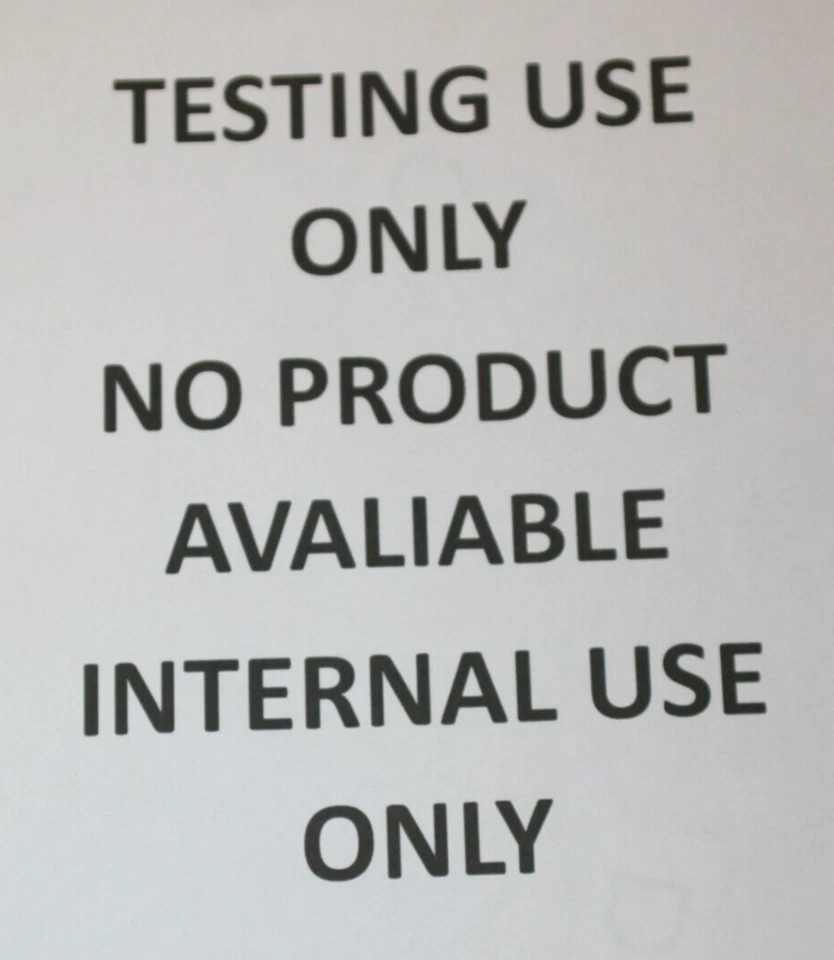 TESTING USE
ONLY
NO PRODUCT
AVALIABLE
INTERNAL USE
ONLY